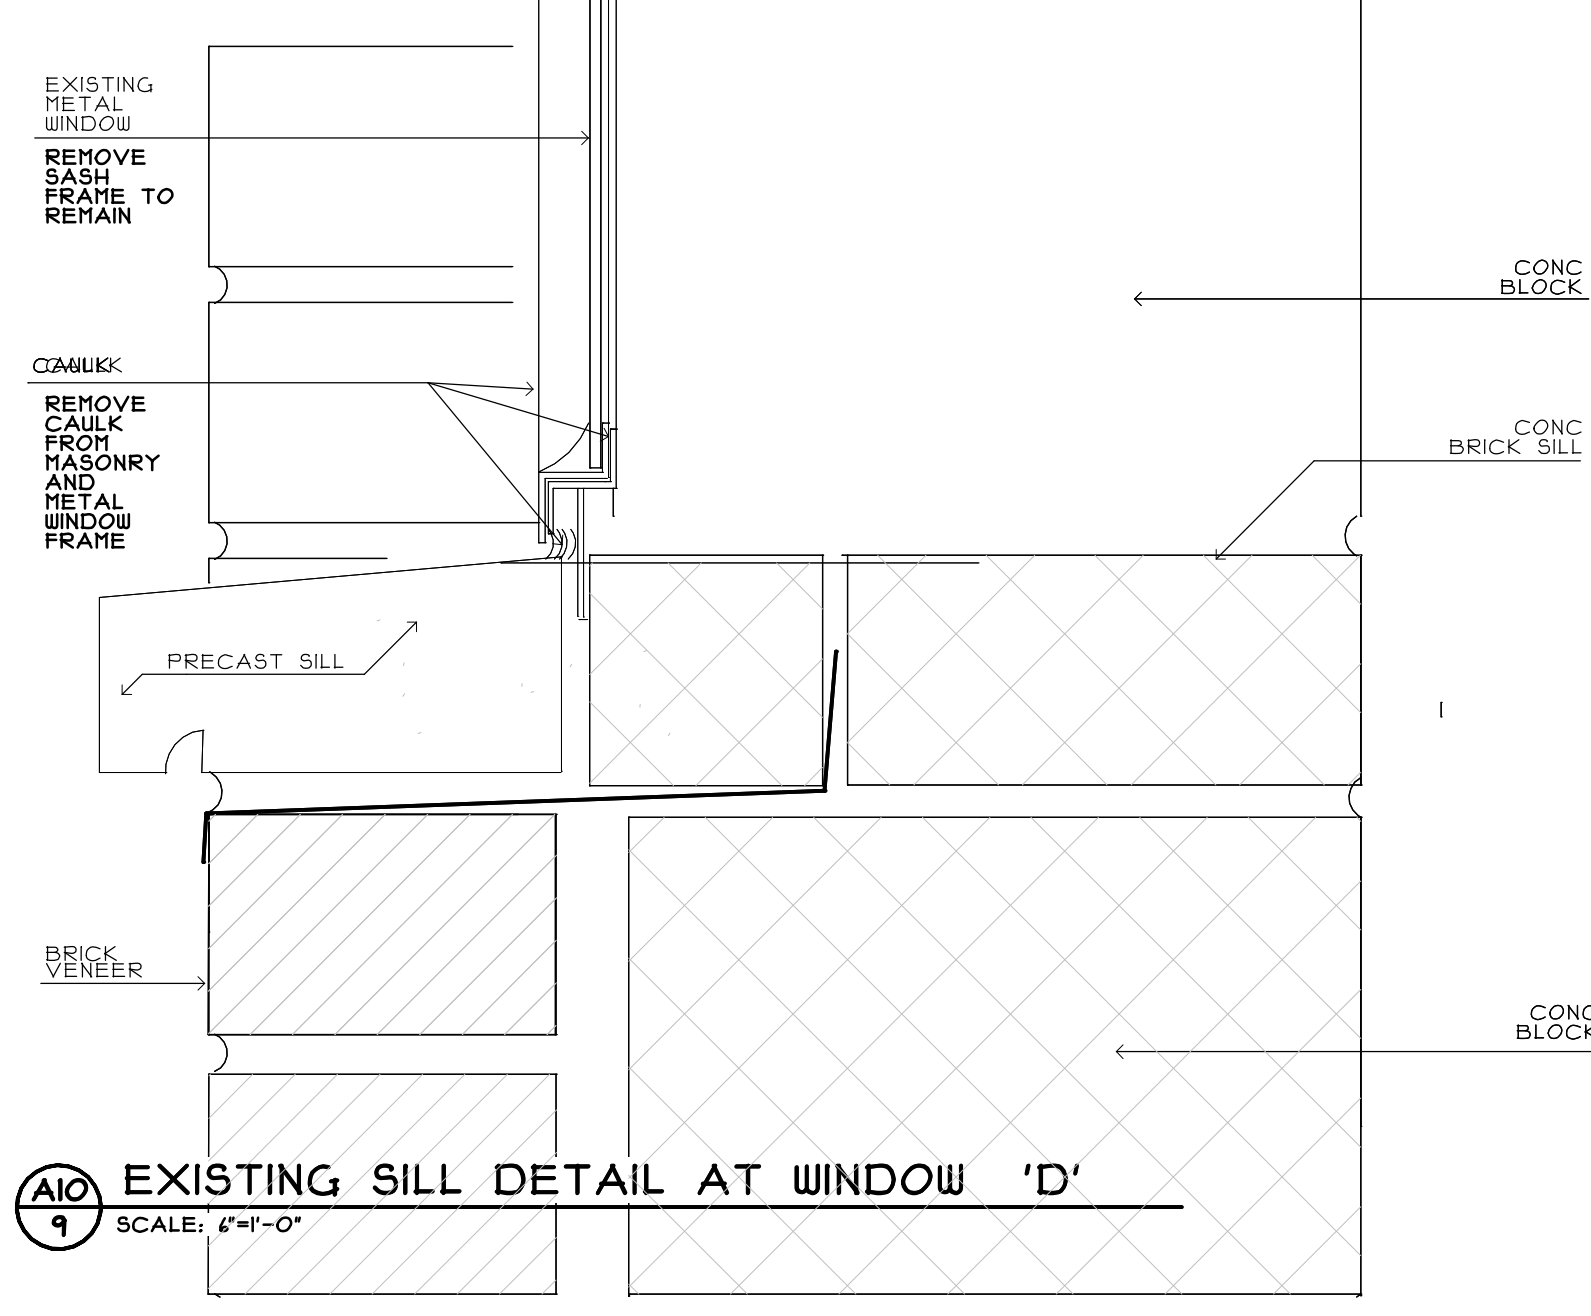 EXISTING
METAL
WINDOW
REMOVE
SASH
FRAME TO
REMAIN
CONC
BLOCK
CAULK
REMOVE
CAULK
FROM
MASONRY
AND
METAL
WINDOW
FRAME
CONC
BRICK SILL
PRECAST SILL
BRICK
VENEER
CONC
BLOCK
A10
9
EXISTING SILL DETAIL AT WINDOW 'D'
SCALE: 6"=1'-0"